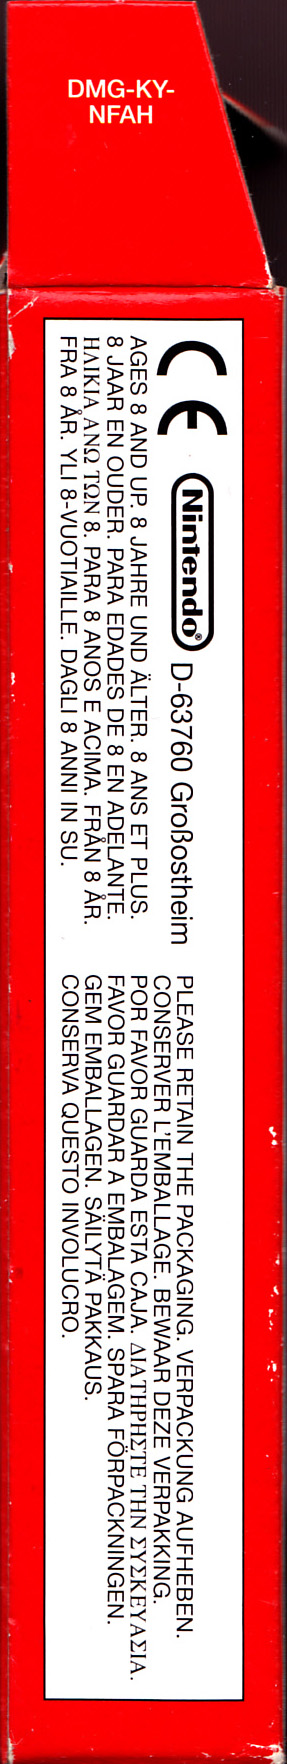 DMG-KY-
NFAH
CE Nintendo® D-63760 Großostheim
AGES 8 AND UP. 8 JAHRE UND ÄLTER. 8 ANS ET PLUS.
8 JAAR EN OUDER. PARA EDADES DE 8 EN ADELANTE.
ΗΛΙΚΙΑ ΑΝΩ ΤΩΝ 8. PARA 8 ANOS E ACIMA. FRÅN 8 ÅR.
FRA 8 ÅR. YLI 8-VUOTIAILLE. DAGLI 8 ANNI IN SU.
PLEASE RETAIN THE PACKAGING. VERPACKUNG AUFHEBEN.
CONSERVER L'EMBALLAGE. BEWAAR DEZE VERPAKKING.
POR FAVOR GUARDA ESTA CAJA. ΔΙΑΤΗΡΗΣΤΕ ΤΗΝ ΣΥΣΚΕΥΑΣΙΑ.
FAVOR GUARDAR A EMBALAGEM. SPARA FÖRPACKNINGEN.
GEM EMBALLAGEN. SÄILYTÄ PAKKAUS.
CONSERVA QUESTO INVOLUCRO.